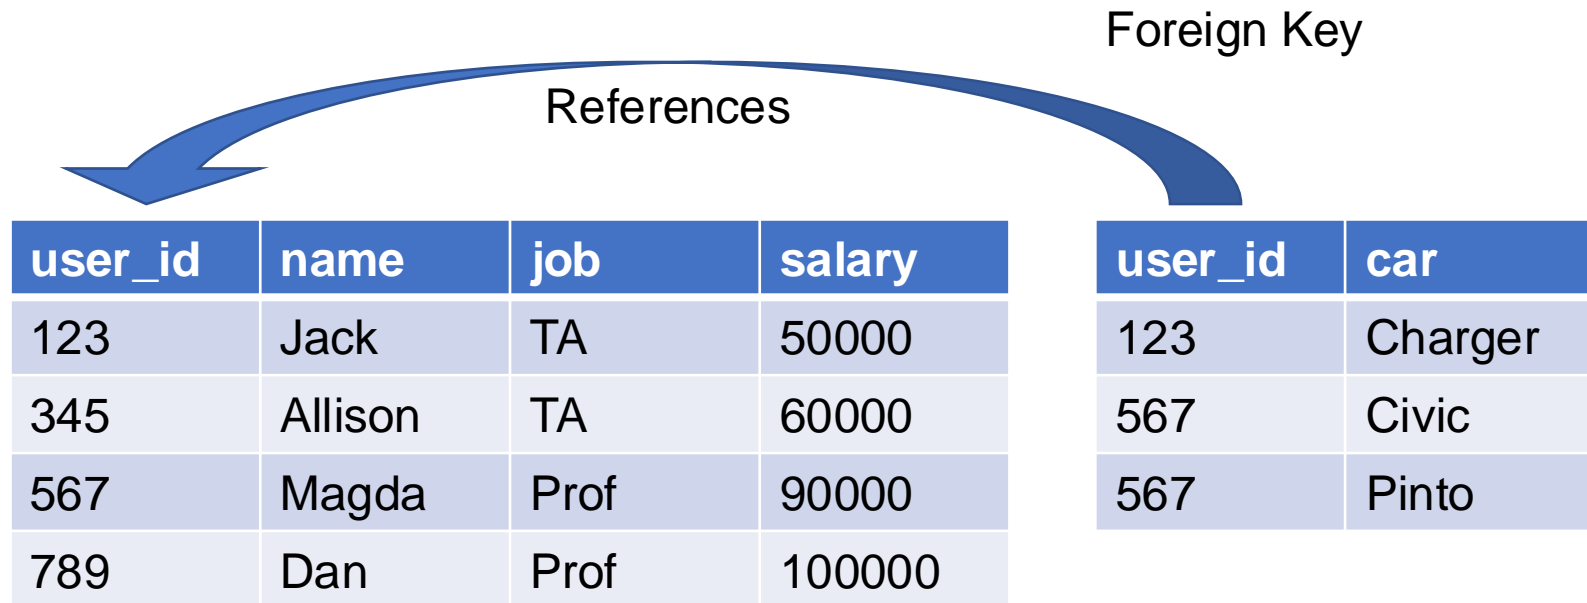 Foreign Key
References
user_id name job salary user_id car
123 Jack TA 50000 123 Charger
345 Allison TA 60000 567 Civic
567 Magda Prof 90000 567 Pinto
789 Dan Prof 100000